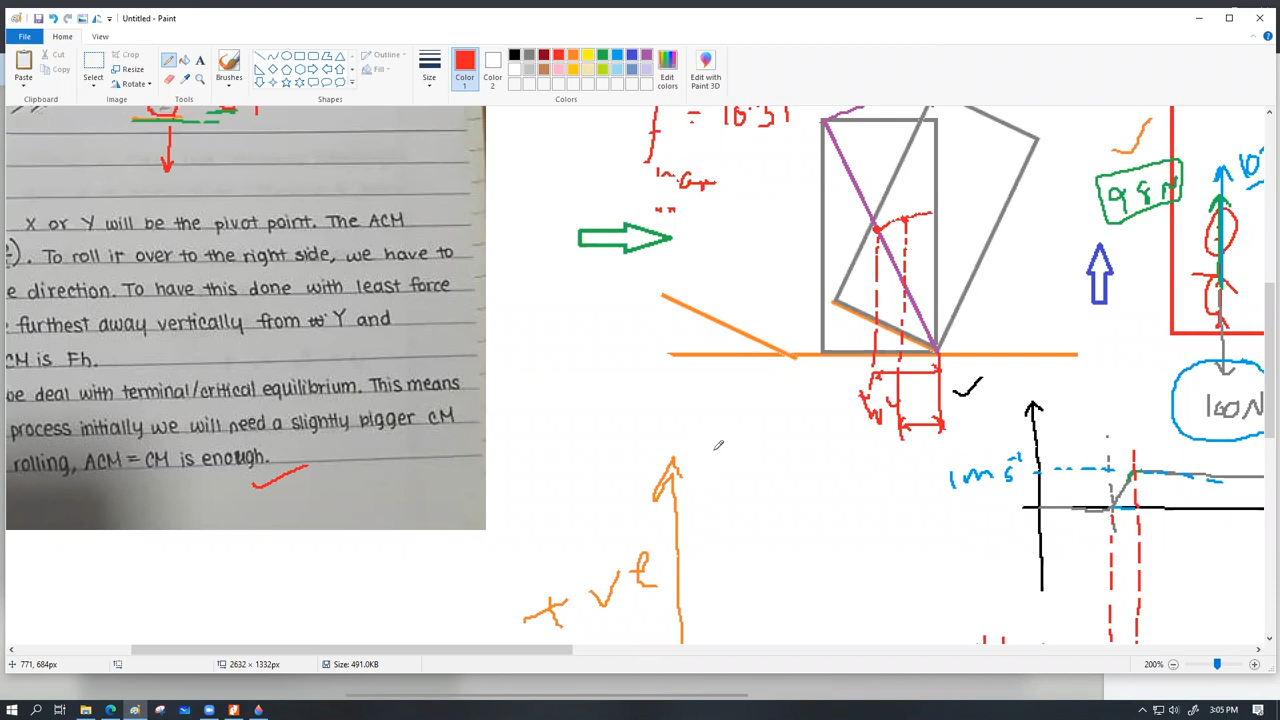 Untitled - Paint
File
Home
View
Paste
Cut
Copy
Clipboard
Select
Crop
Resize
Rotate
Image
Tools
Brushes
Shapes
Outline
Fill
Size
Color 1
Color 2
Edit colors
Colors
Edit with Paint 3D
X or Y will be the pivot point. The ACM
). To roll it over to the right side, we have to
e direction. To have this done with least force
furthest away vertically from Y and
CM is Fh.
be deal with terminal/critical equilibrium. This means
process initially we will need a slightly bigger CM
rolling, ACM = CM is enough.
98N
160N
1ms⁻¹
+ve
771, 684px
2632 × 1332px
Size: 491.0KB
200%
3:05 PM